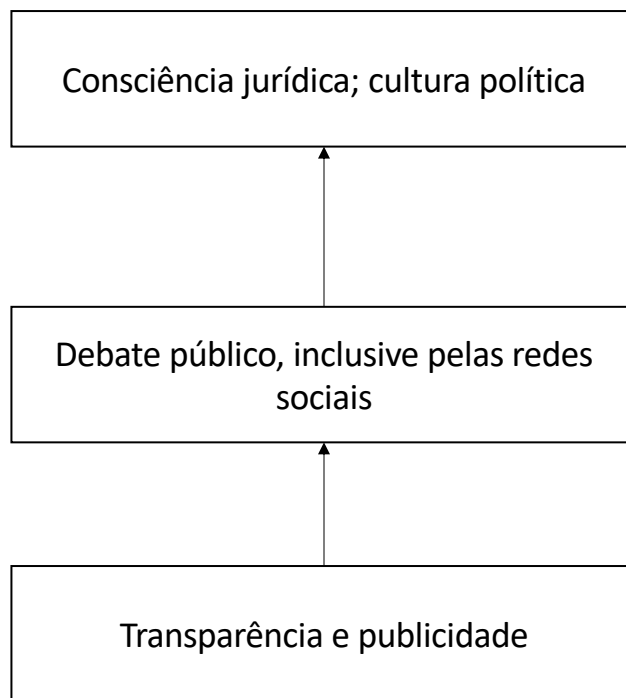 Consciência jurídica; cultura política
Debate público, inclusive pelas redes
sociais
Transparência e publicidade